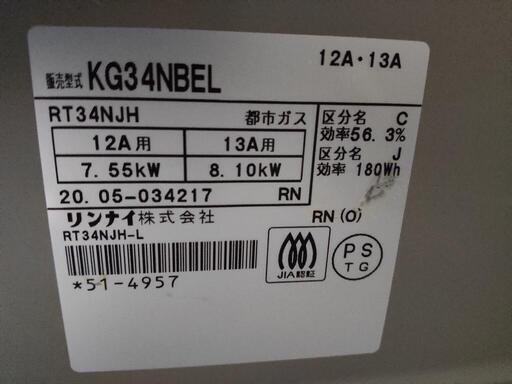 12A・13A
販売型式 KG34NBEL
RT34NJH 都市ガス
12A用 13A用
7.55kW 8.10kW
20.05-034217 RN
区分名 C
効率56.3%
区分名 J
効率 180Wh
リンナイ株式会社
RN(O)
RT34NJH-L
*51-4957
JIA認証
PS
TG